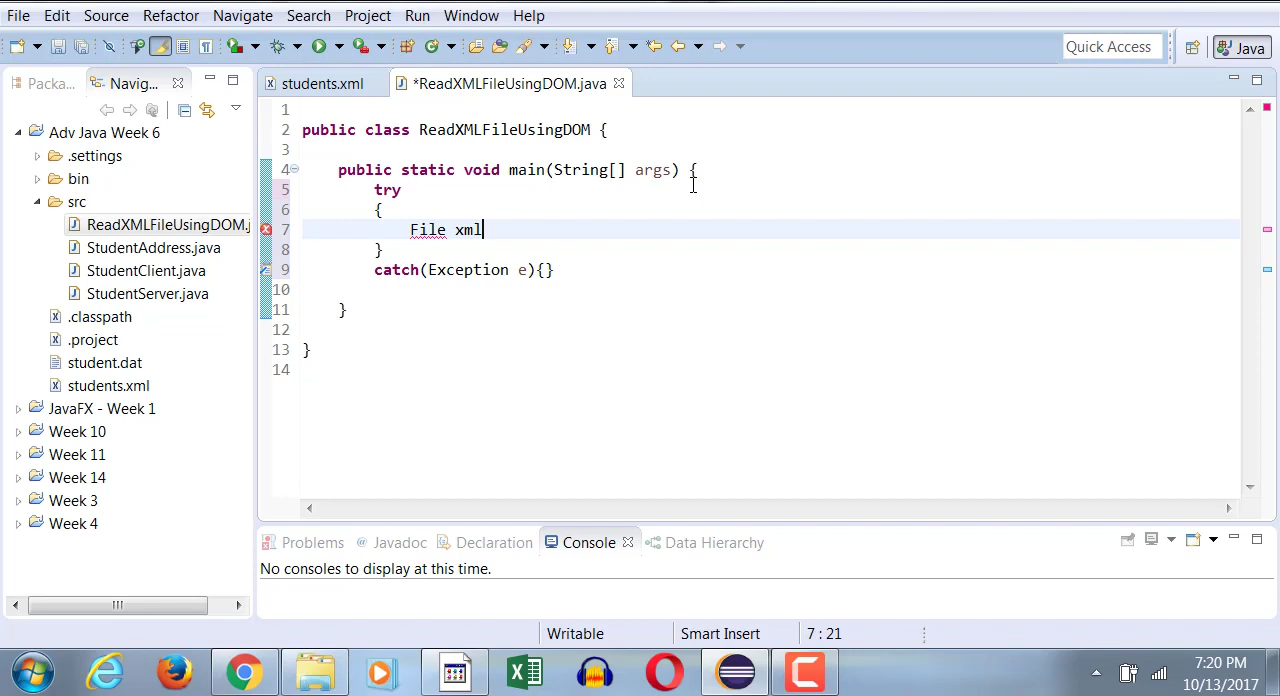 File Edit Source Refactor Navigate Search Project Run Window Help
Quick Access
Java
Packa...
Navig...
students.xml
*ReadXMLFileUsingDOM.java
Adv Java Week 6
.settings
bin
src
ReadXMLFileUsingDOM.j
StudentAddress.java
StudentClient.java
StudentServer.java
.classpath
.project
student.dat
students.xml
JavaFX - Week 1
Week 10
Week 11
Week 14
Week 3
Week 4
1
2 public class ReadXMLFileUsingDOM {
3
4 public static void main(String[] args) {
5 try
6 {
7 File xml
8 }
9 catch(Exception e){}
10
11 }
12
13 }
14
Problems @ Javadoc Declaration Console Data Hierarchy
No consoles to display at this time.
Writable Smart Insert 7 : 21
7:20 PM
10/13/2017